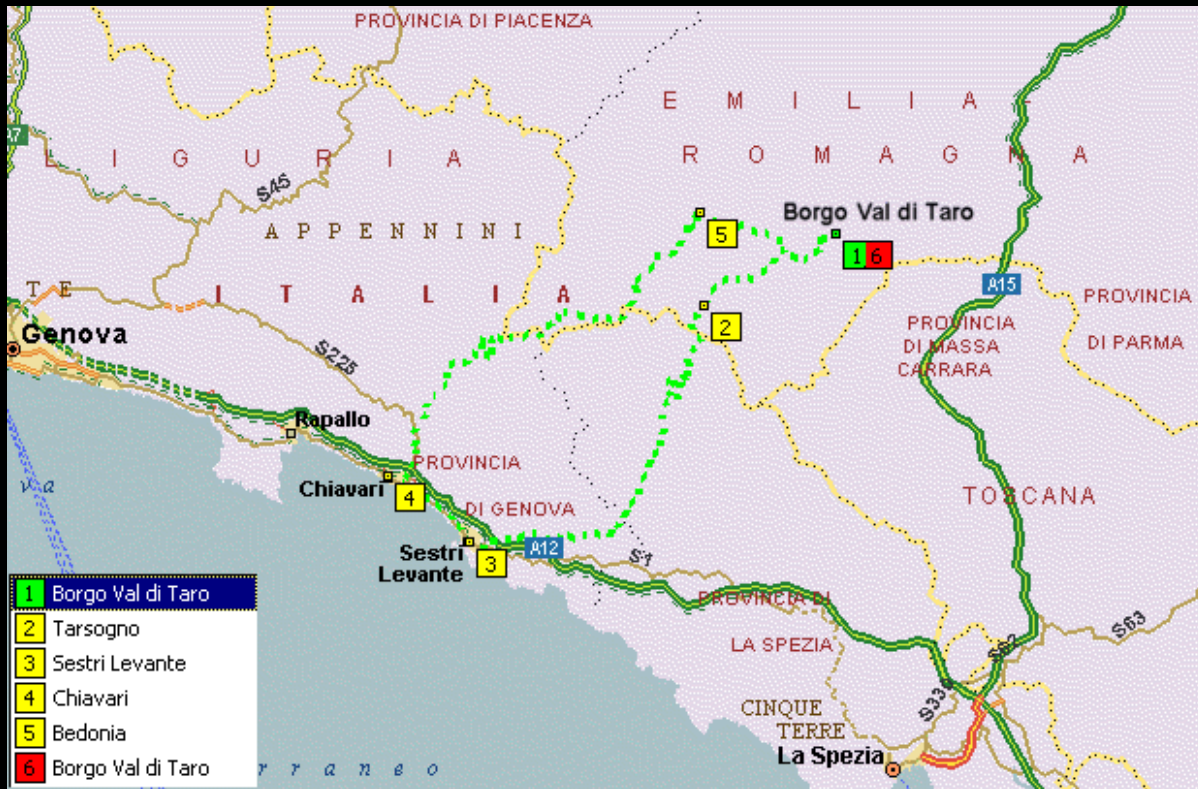 PROVINCIA DI PIACENZA
E M I L I A -
R O M A G N A
A7
L I G U R I A
S45
Borgo Val di Taro
A P P E N N I N I
5
1 6
T E
I T A L I A
A15
PROVINCIA
DI PARMA
PROVINCIA
DI MASSA
CARRARA
2
Genova
S225
Rapallo
PROVINCIA
DI GENOVA
Chiavari
4
TOSCANA
v a
Sestri
Levante
3
A12
S1
PROVINCIA DI
LA SPEZIA
S63
S62
S330
CINQUE
TERRE
La Spezia
1 Borgo Val di Taro
2 Tarsogno
3 Sestri Levante
4 Chiavari
5 Bedonia
6 Borgo Val di Taro
r r a n e o